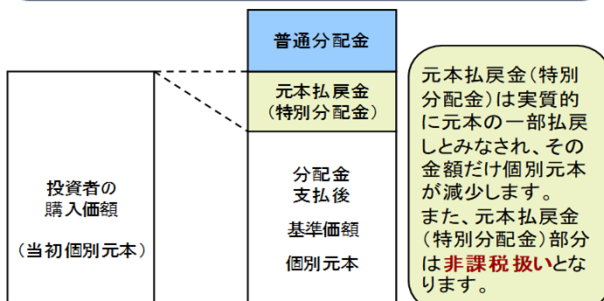 普通分配金
元本払戻金
(特別分配金)
投資者の
購入価額
(当初個別元本)
分配金
支払後
基準価額
個別元本
元本払戻金(特別
分配金)は実質的
に元本の一部払戻
しとみなされ、その
金額だけ個別元本
が減少します。
また、元本払戻金
(特別分配金)部分
は非課税扱いとな
ります。